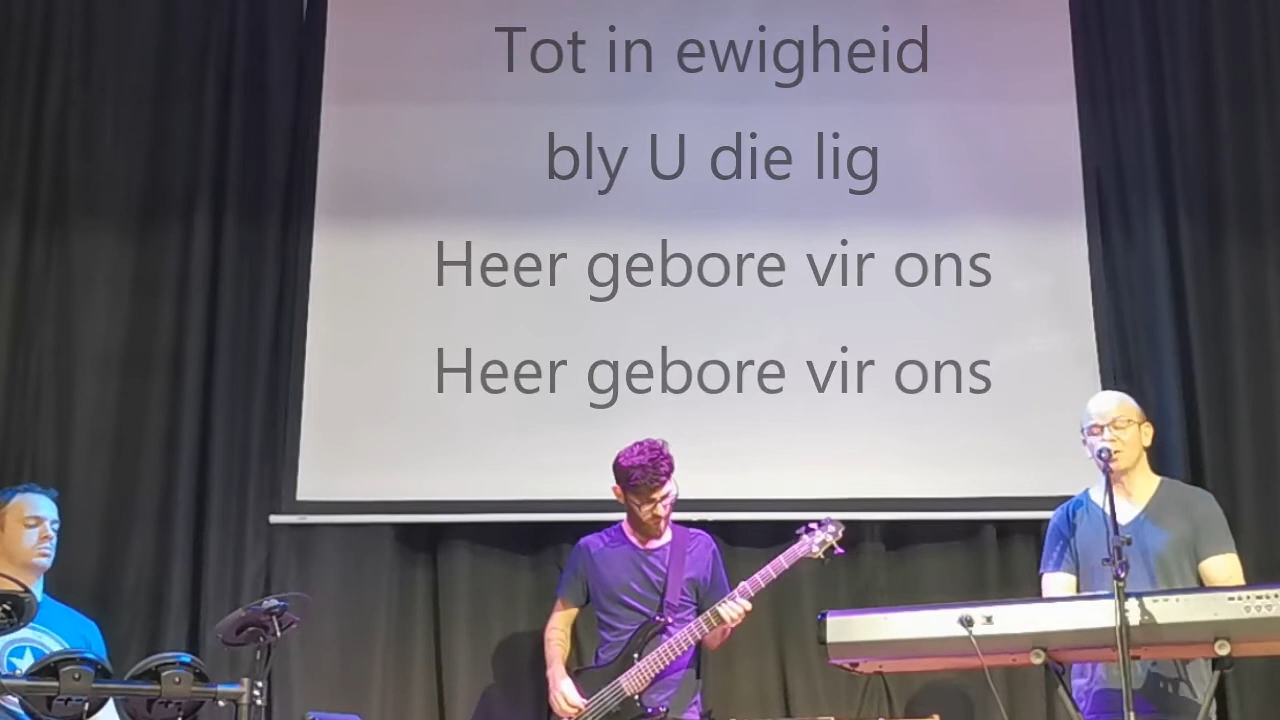 Tot in ewigheid
bly U die lig
Heer gebore vir ons
Heer gebore vir ons